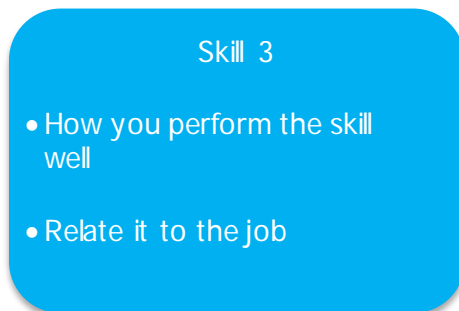 Skill 3
• How you perform the skill
well
• Relate it to the job